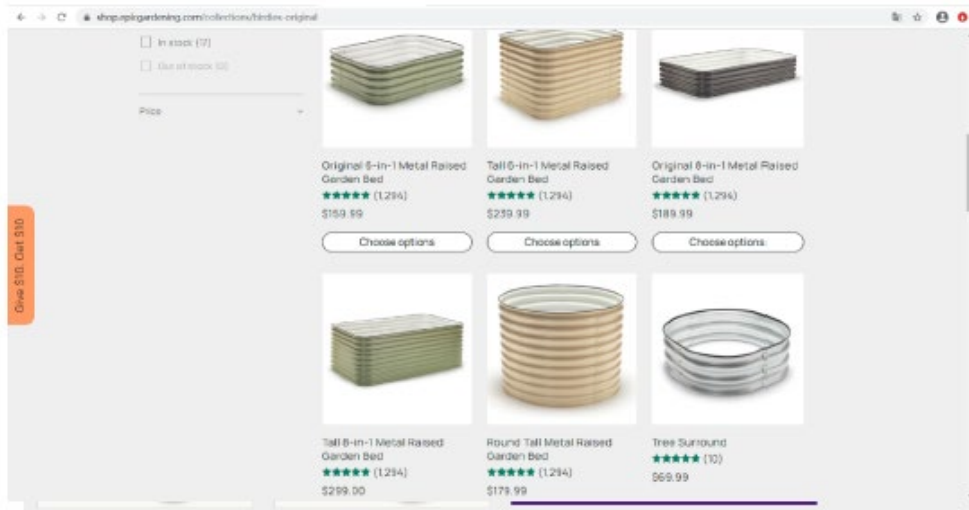 shop.epicgardening.com/collections/birdies-original
In stock (17)
Out of stock (0)
Price
Give $10, Get $10
Original 6-in-1 Metal Raised
Garden Bed
(1,294)
$159.99
Choose options
Tall 6-in-1 Metal Raised
Garden Bed
(1,294)
$239.99
Choose options
Original 8-in-1 Metal Raised
Garden Bed
(1,294)
$189.99
Choose options
Tall 8-in-1 Metal Raised
Garden Bed
(1,294)
$299.00
Round Tall Metal Raised
Garden Bed
(1,294)
$179.99
Tree Surround
(10)
$69.99